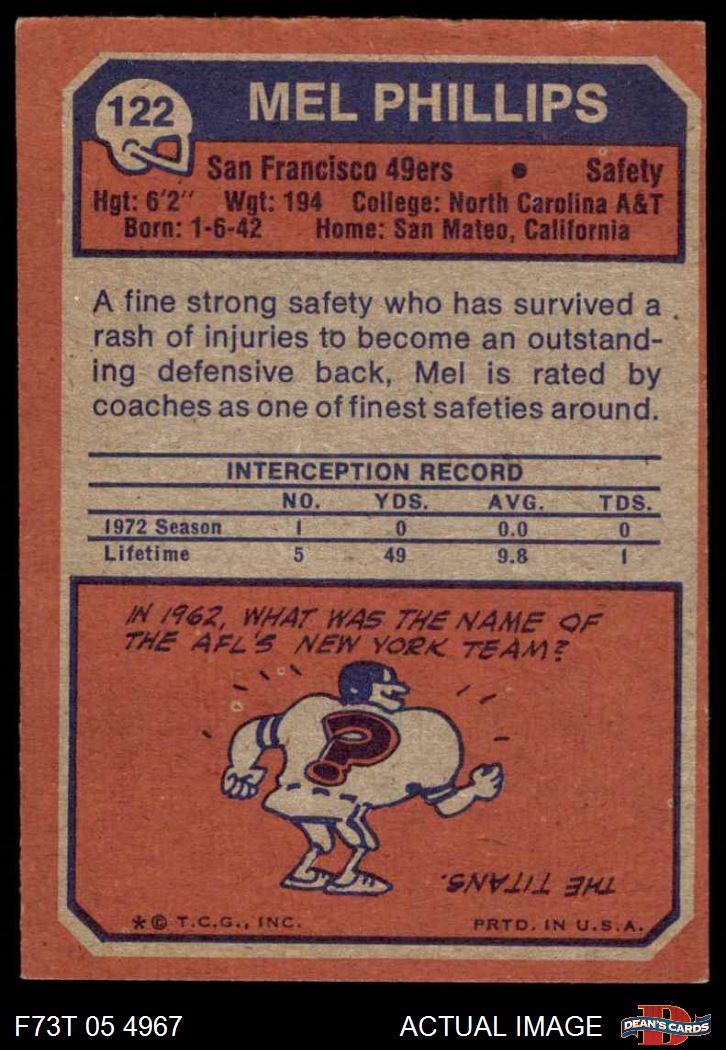 122
MEL PHILLIPS
San Francisco 49ers • Safety
Hgt: 6'2" Wgt: 194 College: North Carolina A&T
Born: 1-6-42 Home: San Mateo, California
A fine strong safety who has survived a
rash of injuries to become an outstand-
ing defensive back, Mel is rated by
coaches as one of finest safeties around.
INTERCEPTION RECORD
NO. YDS. AVG. TDS.
1972 Season 1 0 0.0 0
Lifetime 5 49 9.8 1
IN 1962, WHAT WAS THE NAME OF
THE AFL'S NEW YORK TEAM?
?
THE TITANS.
*© T.C.G., INC. PRTD. IN U.S.A.
F73T 05 4967 ACTUAL IMAGE D DEAN'S CARDS